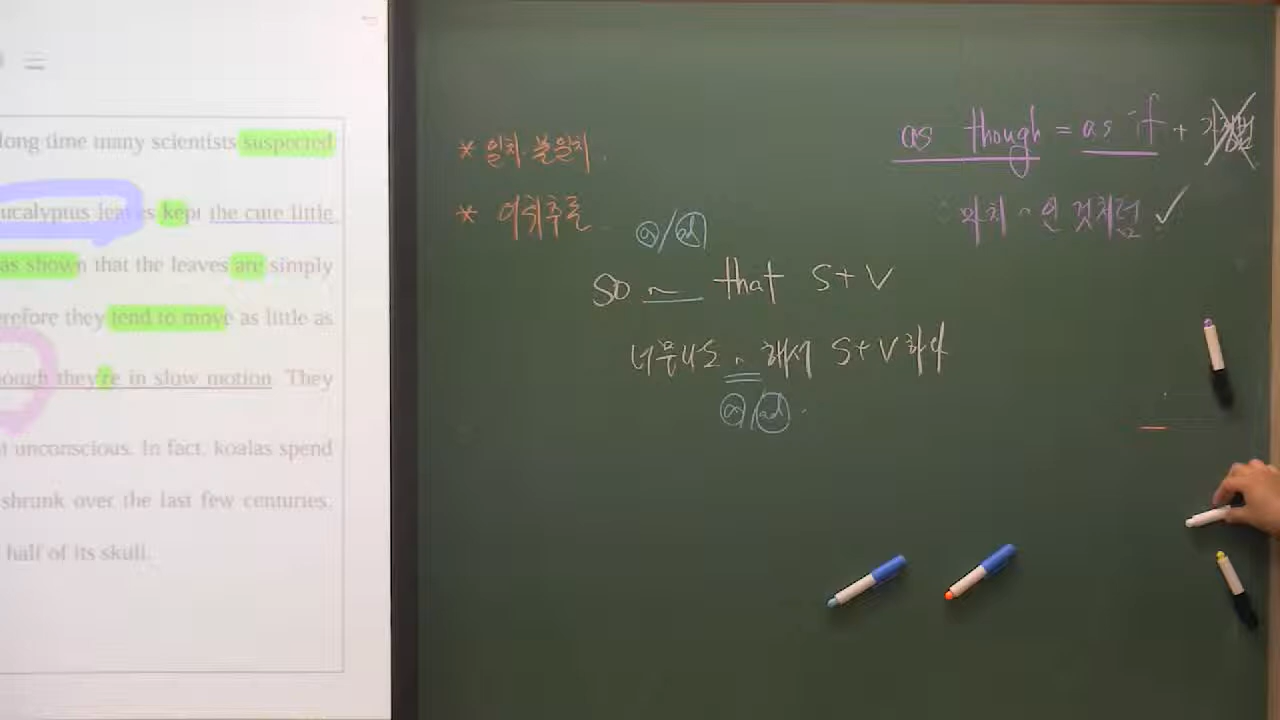 long time many scientists suspected
ucalyptus leaves kept the cute little
as shown that the leaves are simply
erefore they tend to move as little as
ough they're in slow motion. They
unconscious. In fact, koalas spend
shrunk over the last few centuries.
half of its skull.
* 일치·불일치
* 어휘추론
as though = as if +
마치 ~ 인 것처럼 ✓
ⓐ/ad
so ~ that S+V
너무나도 ~ 해서 S+V하다
ⓐ/ad